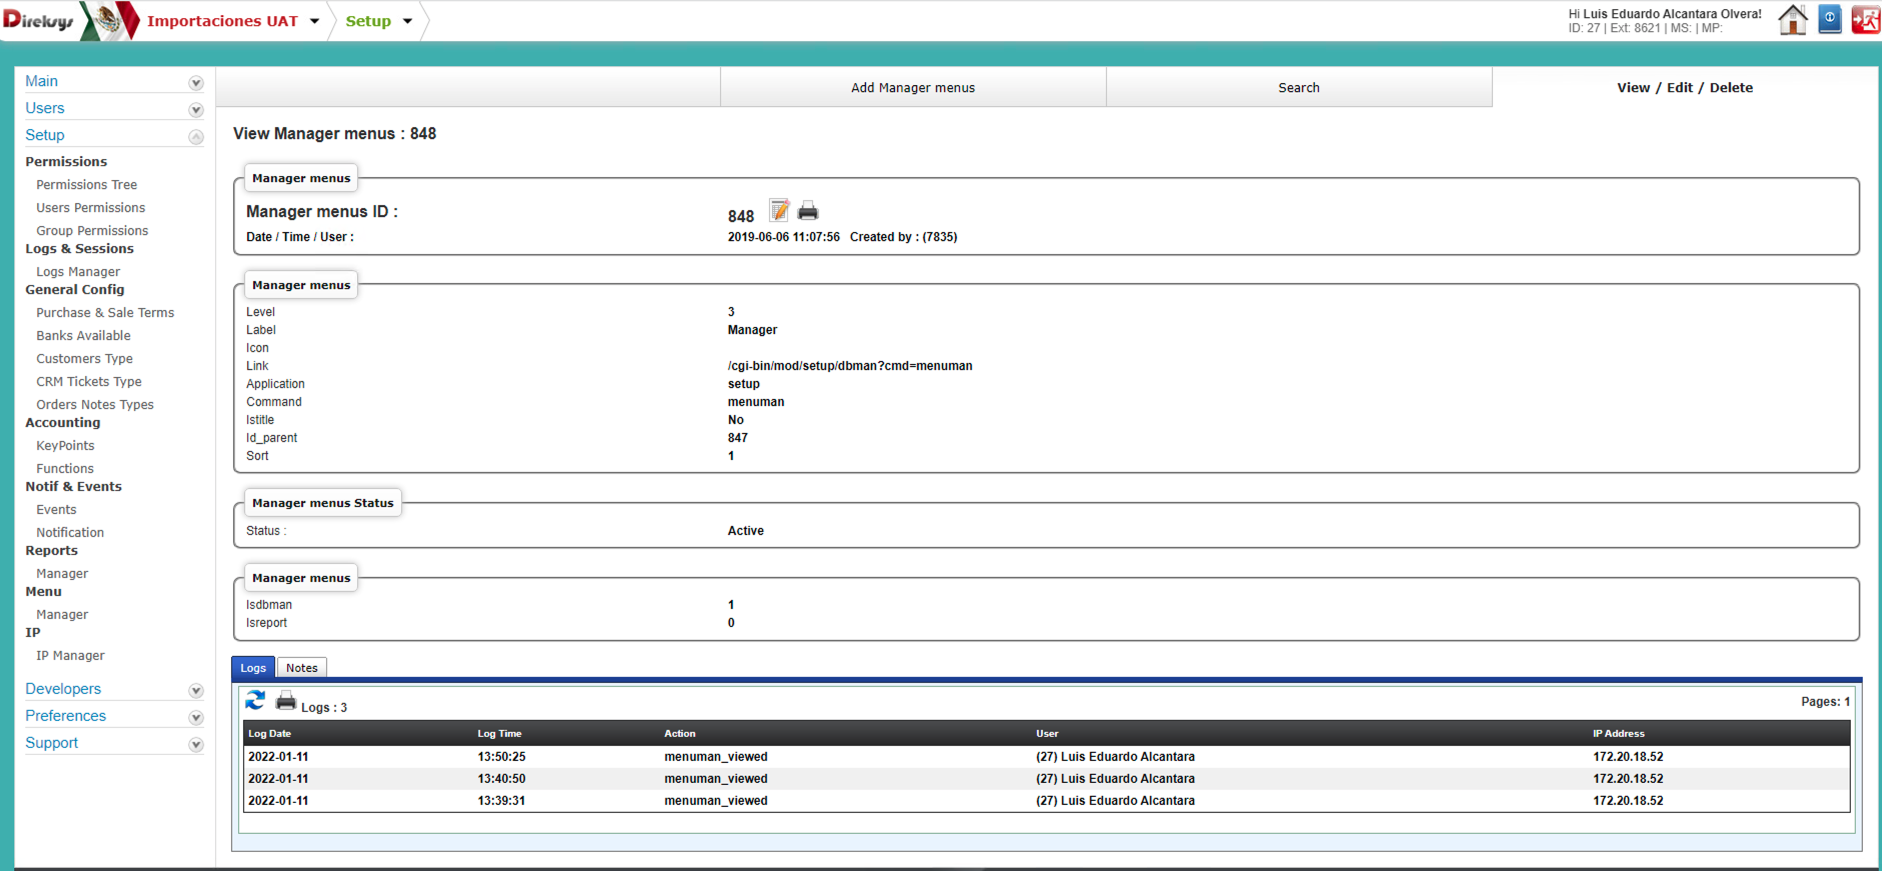 Direksys Importaciones UAT Setup
Hi Luis Eduardo Alcantara Olvera!
ID: 27 | Ext: 8621 | MS: | MP:
Main
Users
Setup
Permissions
Permissions Tree
Users Permissions
Group Permissions
Logs & Sessions
Logs Manager
General Config
Purchase & Sale Terms
Banks Available
Customers Type
CRM Tickets Type
Orders Notes Types
Accounting
KeyPoints
Functions
Notif & Events
Events
Notification
Reports
Manager
Menu
Manager
IP
IP Manager
Developers
Preferences
Support
Add Manager menus Search View / Edit / Delete
View Manager menus : 848
Manager menus
Manager menus ID : 848
Date / Time / User : 2019-06-06 11:07:56 Created by : (7835)
Manager menus
Level 3
Label Manager
Icon
Link /cgi-bin/mod/setup/dbman?cmd=menuman
Application setup
Command menuman
Istitle No
Id_parent 847
Sort 1
Manager menus Status
Status : Active
Manager menus
Isdbman 1
Isreport 0
Logs Notes
Logs : 3 Pages: 1
Log Date Log Time Action User IP Address
2022-01-11 13:50:25 menuman_viewed (27) Luis Eduardo Alcantara 172.20.18.52
2022-01-11 13:40:50 menuman_viewed (27) Luis Eduardo Alcantara 172.20.18.52
2022-01-11 13:39:31 menuman_viewed (27) Luis Eduardo Alcantara 172.20.18.52